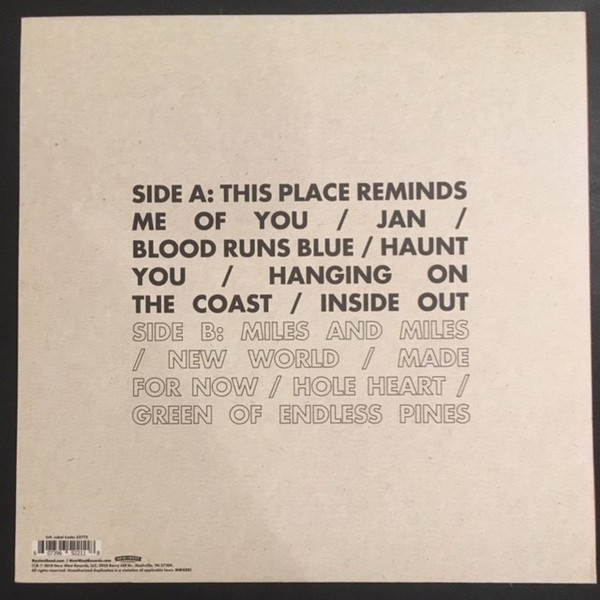 SIDE A: THIS PLACE REMINDS
ME OF YOU / JAN /
BLOOD RUNS BLUE / HAUNT
YOU / HANGING ON
THE COAST / INSIDE OUT
SIDE B: MILES AND MILES
/ NEW WORLD / MADE
FOR NOW / HOLE HEART /
GREEN OF ENDLESS PINES